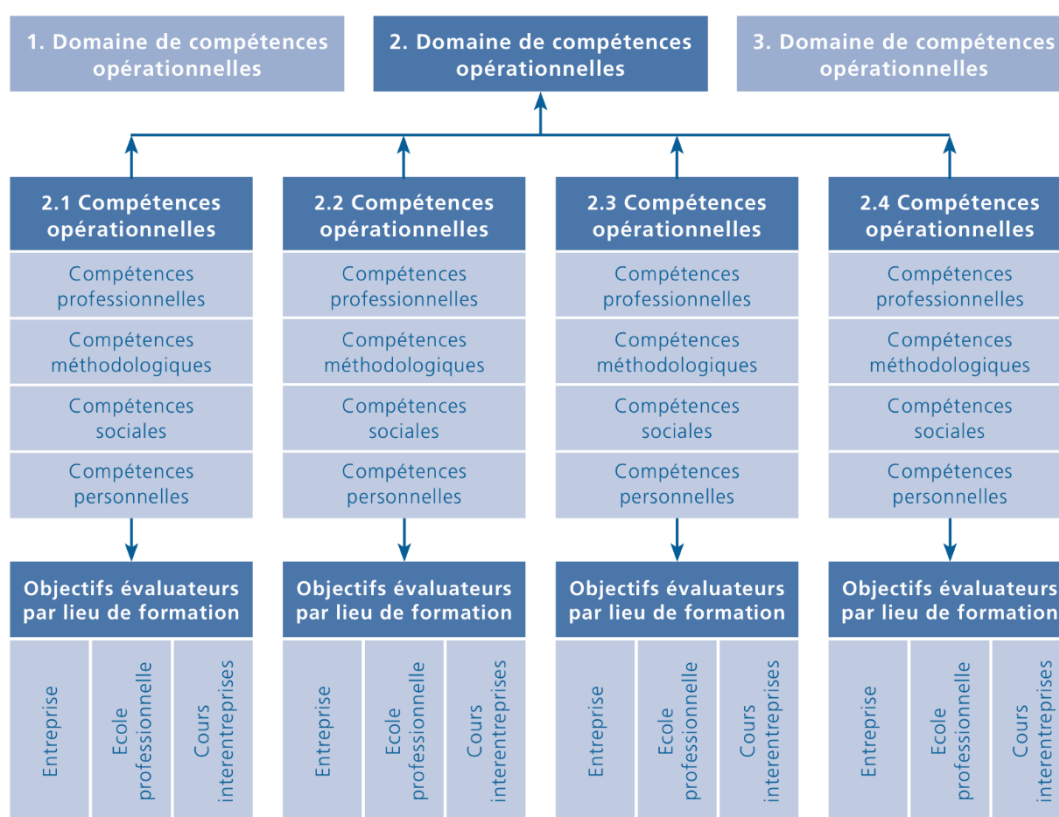 1. Domaine de compétences
opérationnelles
2. Domaine de compétences
opérationnelles
3. Domaine de compétences
opérationnelles
2.1 Compétences
opérationnelles
Compétences
professionnelles
Compétences
méthodologiques
Compétences
sociales
Compétences
personnelles
Objectifs évaluateurs
par lieu de formation
Entreprise
Ecole
professionnelle
Cours
interentreprises
2.2 Compétences
opérationnelles
Compétences
professionnelles
Compétences
méthodologiques
Compétences
sociales
Compétences
personnelles
Objectifs évaluateurs
par lieu de formation
Entreprise
Ecole
professionnelle
Cours
interentreprises
2.3 Compétences
opérationnelles
Compétences
professionnelles
Compétences
méthodologiques
Compétences
sociales
Compétences
personnelles
Objectifs évaluateurs
par lieu de formation
Entreprise
Ecole
professionnelle
Cours
interentreprises
2.4 Compétences
opérationnelles
Compétences
professionnelles
Compétences
méthodologiques
Compétences
sociales
Compétences
personnelles
Objectifs évaluateurs
par lieu de formation
Entreprise
Ecole
professionnelle
Cours
interentreprises